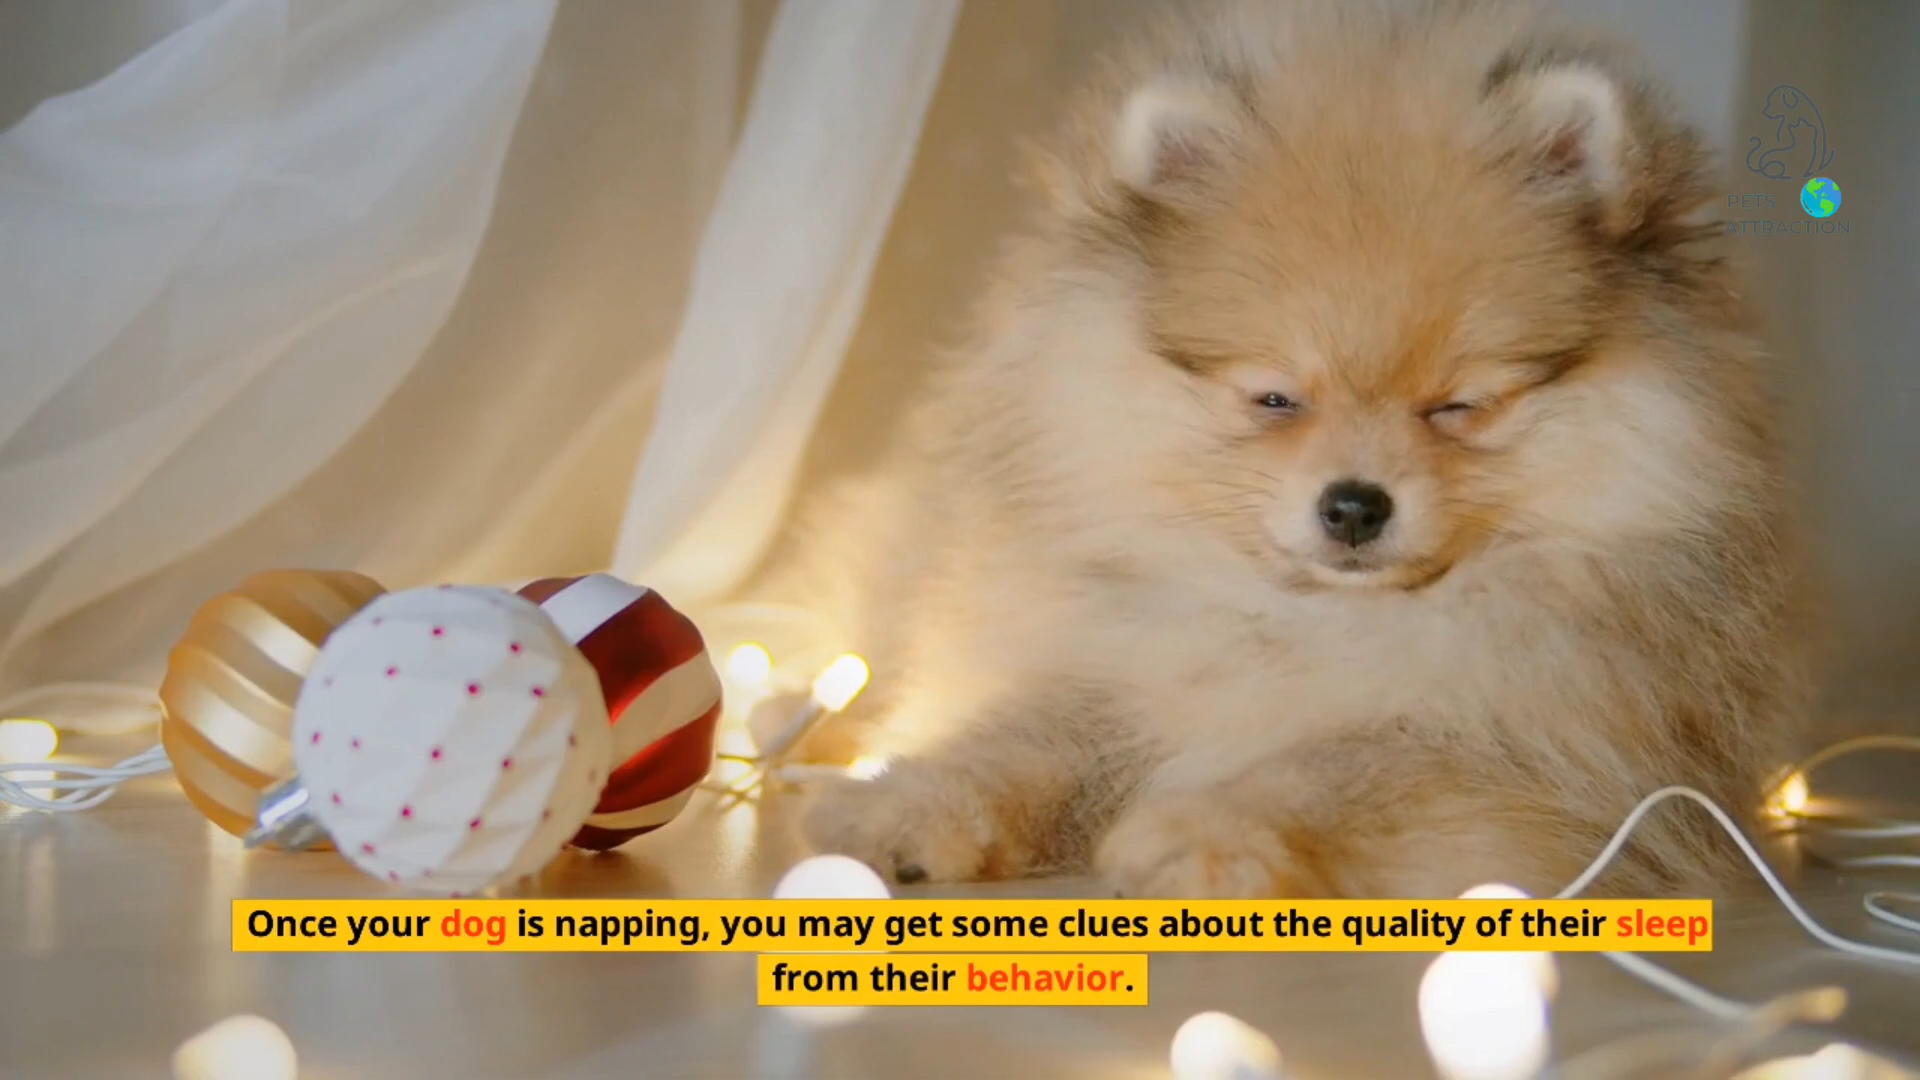 PETS
ATTRACTION
Once your dog is napping, you may get some clues about the quality of their sleep
from their behavior.